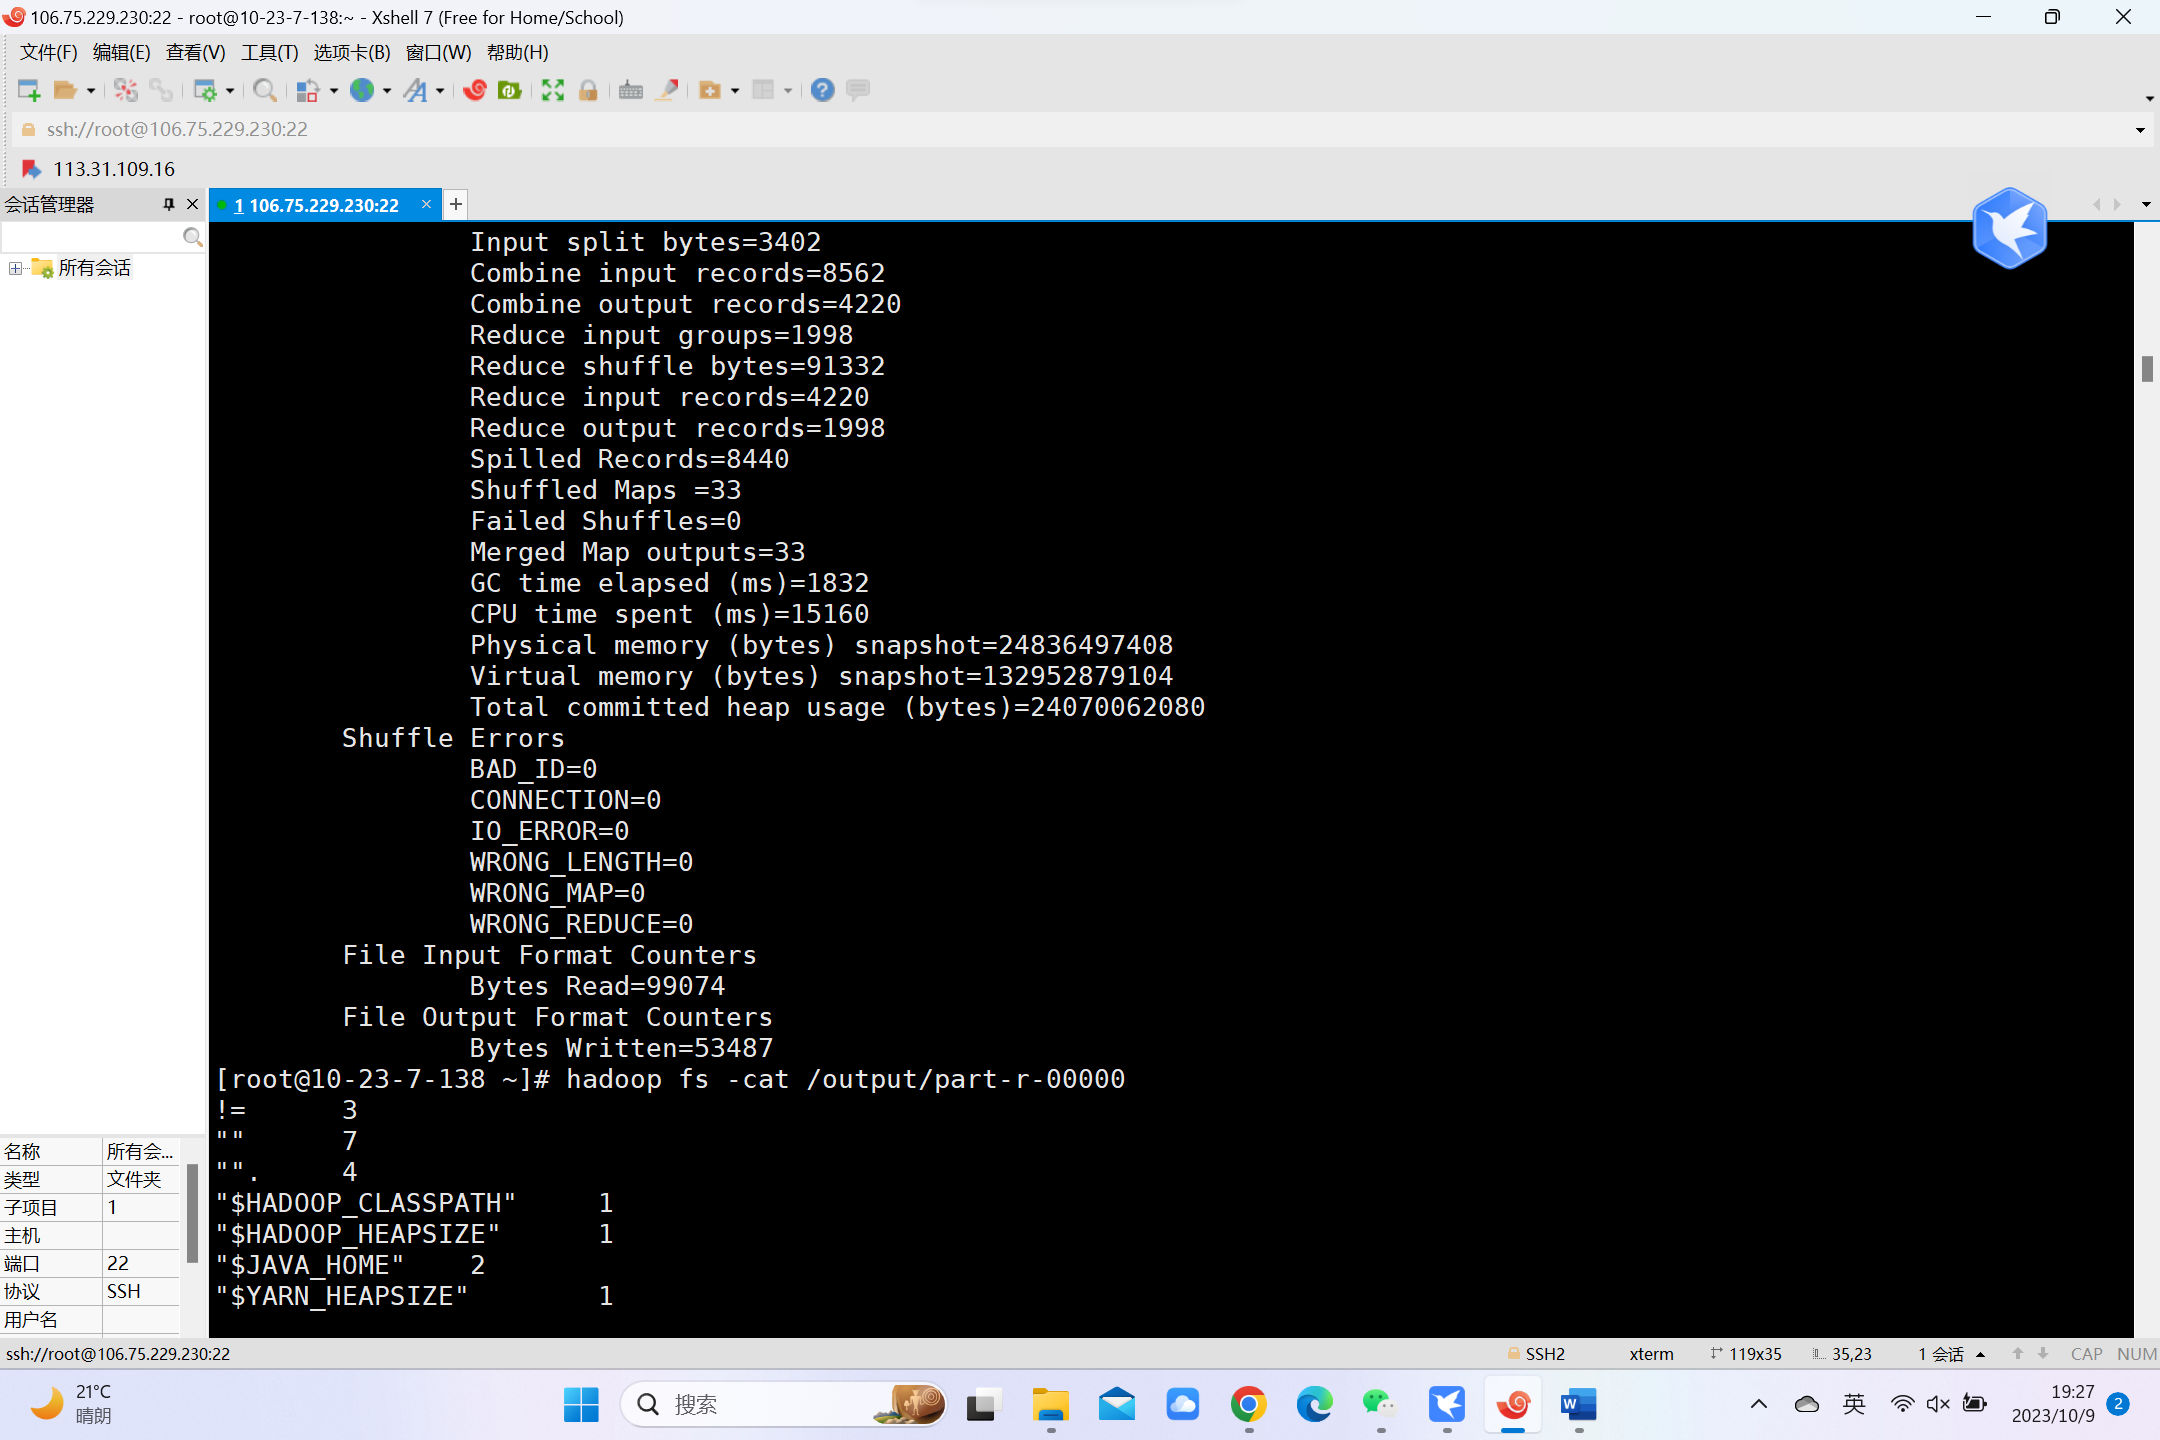 106.75.229.230:22 - root@10-23-7-138:~ - Xshell 7 (Free for Home/School)
文件(F) 编辑(E) 查看(V) 工具(T) 选项卡(B) 窗口(W) 帮助(H)
ssh://root@106.75.229.230:22
113.31.109.16
会话管理器
1 106.75.229.230:22
所有会话
Input split bytes=3402
Combine input records=8562
Combine output records=4220
Reduce input groups=1998
Reduce shuffle bytes=91332
Reduce input records=4220
Reduce output records=1998
Spilled Records=8440
Shuffled Maps =33
Failed Shuffles=0
Merged Map outputs=33
GC time elapsed (ms)=1832
CPU time spent (ms)=15160
Physical memory (bytes) snapshot=24836497408
Virtual memory (bytes) snapshot=132952879104
Total committed heap usage (bytes)=24070062080
Shuffle Errors
BAD_ID=0
CONNECTION=0
IO_ERROR=0
WRONG_LENGTH=0
WRONG_MAP=0
WRONG_REDUCE=0
File Input Format Counters
Bytes Read=99074
File Output Format Counters
Bytes Written=53487
[root@10-23-7-138 ~]# hadoop fs -cat /output/part-r-00000
!= 3
"" 7
"". 4
"$HADOOP_CLASSPATH" 1
"$HADOOP_HEAPSIZE" 1
"$JAVA_HOME" 2
"$YARN_HEAPSIZE" 1
名称 所有会...
类型 文件夹
子项目 1
主机
端口 22
协议 SSH
用户名
ssh://root@106.75.229.230:22 SSH2 xterm 119x35 35,23 1 会话 CAP NUM
21°C
晴朗
搜索
英
19:27
2023/10/9
2